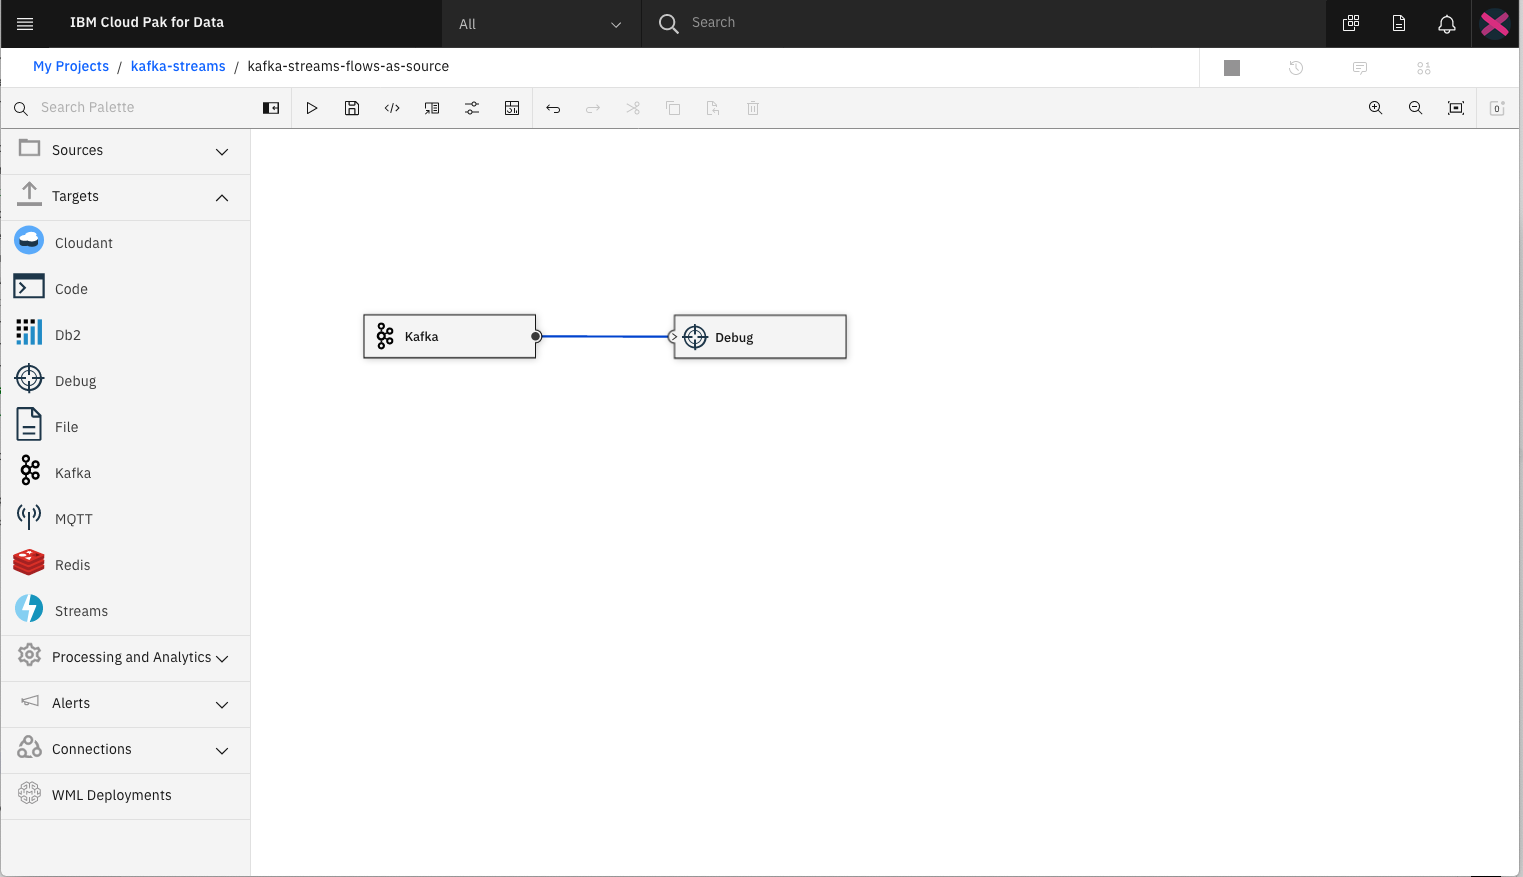 IBM Cloud Pak for Data
All
Search
My Projects / kafka-streams / kafka-streams-flows-as-source
Search Palette
</>
0
Sources
Targets
Cloudant
Code
Db2
Debug
File
Kafka
MQTT
Redis
Streams
Processing and Analytics
Alerts
Connections
WML Deployments
Kafka
Debug